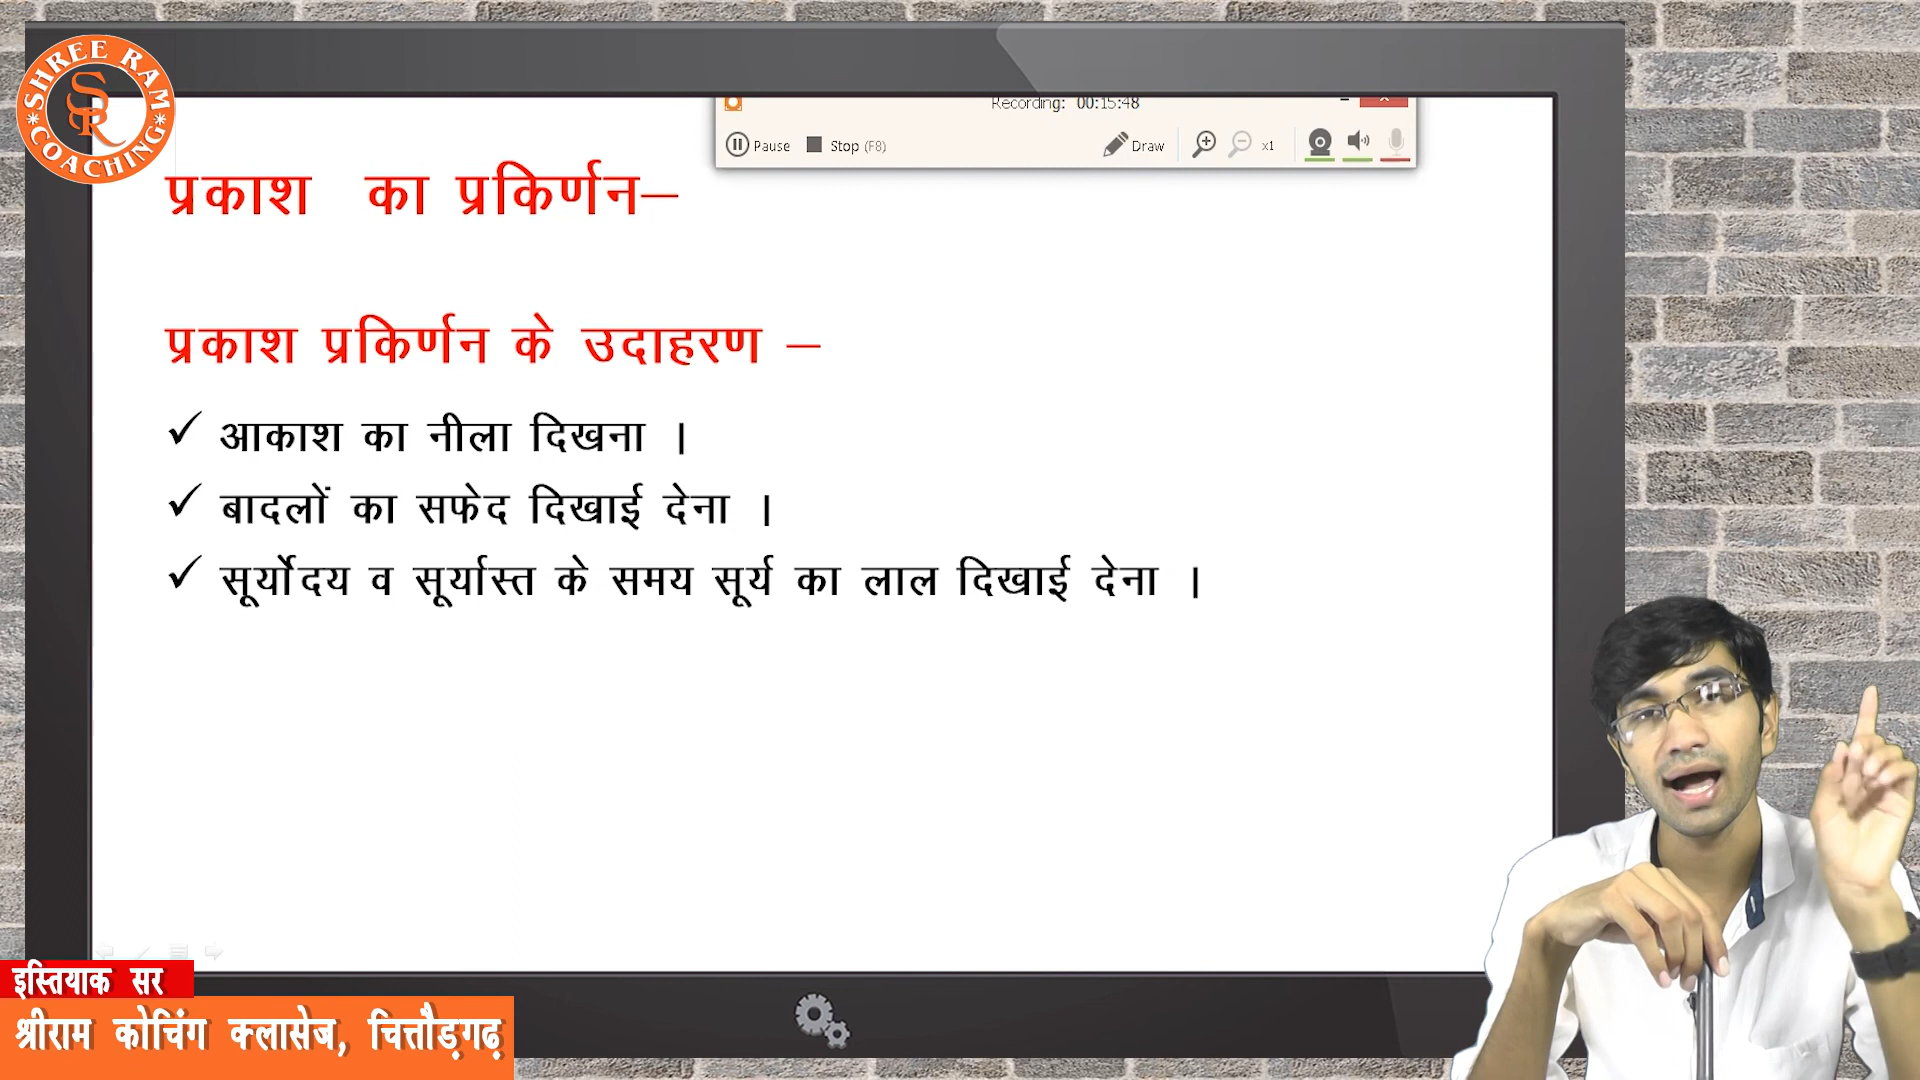 SHREE RAM COACHING
SR
Recording: 00:15:48
Pause Stop (F8) Draw x1
प्रकाश का प्रकिर्णन–
प्रकाश प्रकिर्णन के उदाहरण –
✓ आकाश का नीला दिखना ।
✓ बादलों का सफेद दिखाई देना ।
✓ सूर्योदय व सूर्यास्त के समय सूर्य का लाल दिखाई देना ।
इस्तियाक सर
श्रीराम कोचिंग क्लासेज, चित्तौड़गढ़